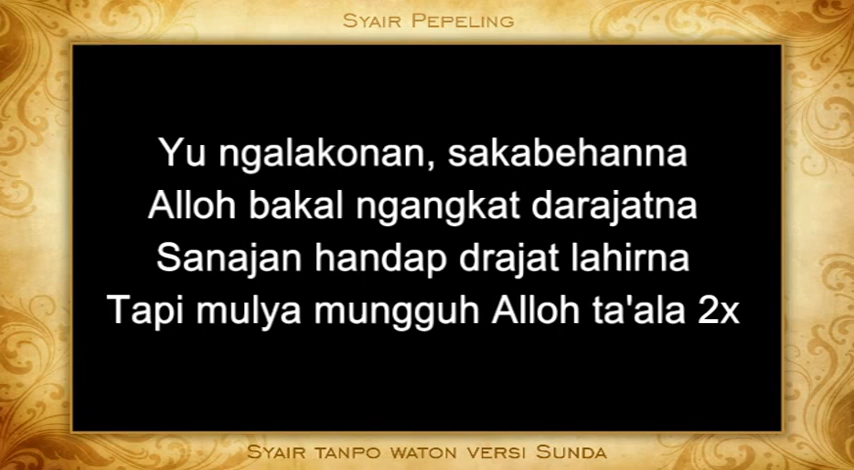 Syair Pepeling
Yu ngalakonan, sakabehanna
Alloh bakal ngangkat darajatna
Sanajan handap drajat lahirna
Tapi mulya mungguh Alloh ta'ala 2x
Syair tanpo waton versi Sunda